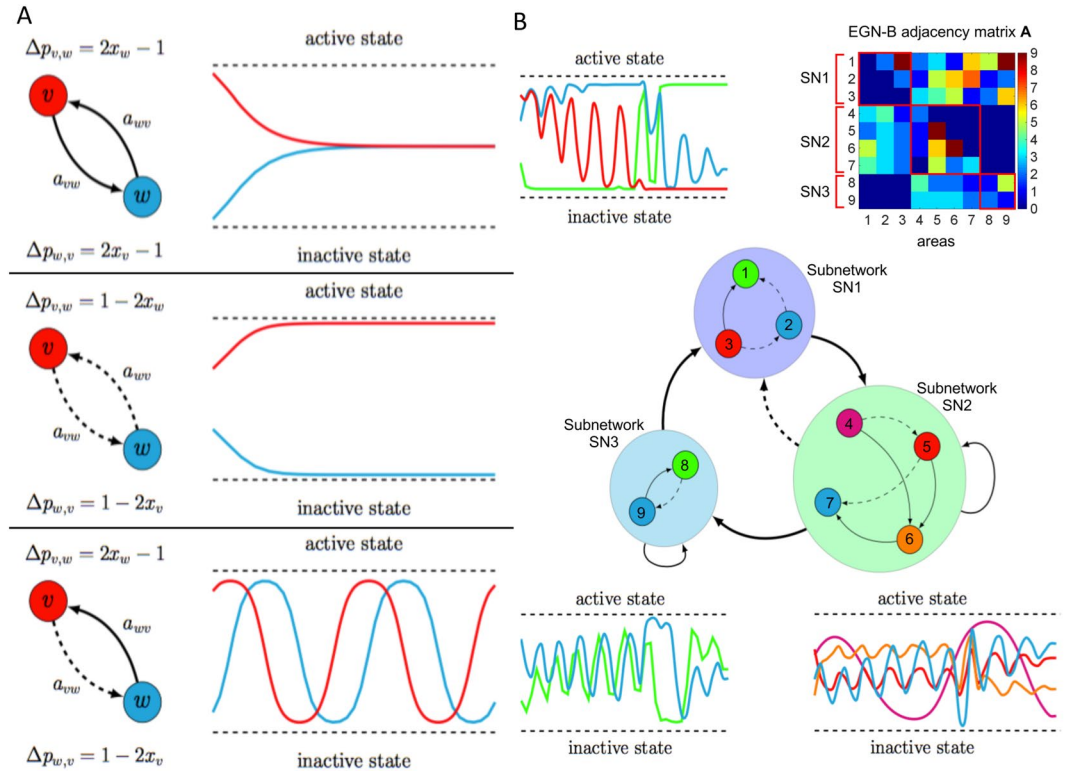 A
Δp_{v,w} = 2x_w − 1
v
a_{wv}
a_{vw}
w
Δp_{w,v} = 2x_v − 1
active state
inactive state
Δp_{v,w} = 1 − 2x_w
v
a_{wv}
a_{vw}
w
Δp_{w,v} = 1 − 2x_v
active state
inactive state
Δp_{v,w} = 2x_w − 1
v
a_{wv}
a_{vw}
w
Δp_{w,v} = 1 − 2x_v
active state
inactive state
B
active state
inactive state
EGN-B adjacency matrix A
SN1
SN2
SN3
1
2
3
4
5
6
7
8
9
1 2 3 4 5 6 7 8 9
areas
9
8
7
6
5
4
3
2
1
0
Subnetwork
SN1
1
2
3
Subnetwork
SN2
4
5
7
6
Subnetwork
SN3
8
9
active state
inactive state
active state
inactive state